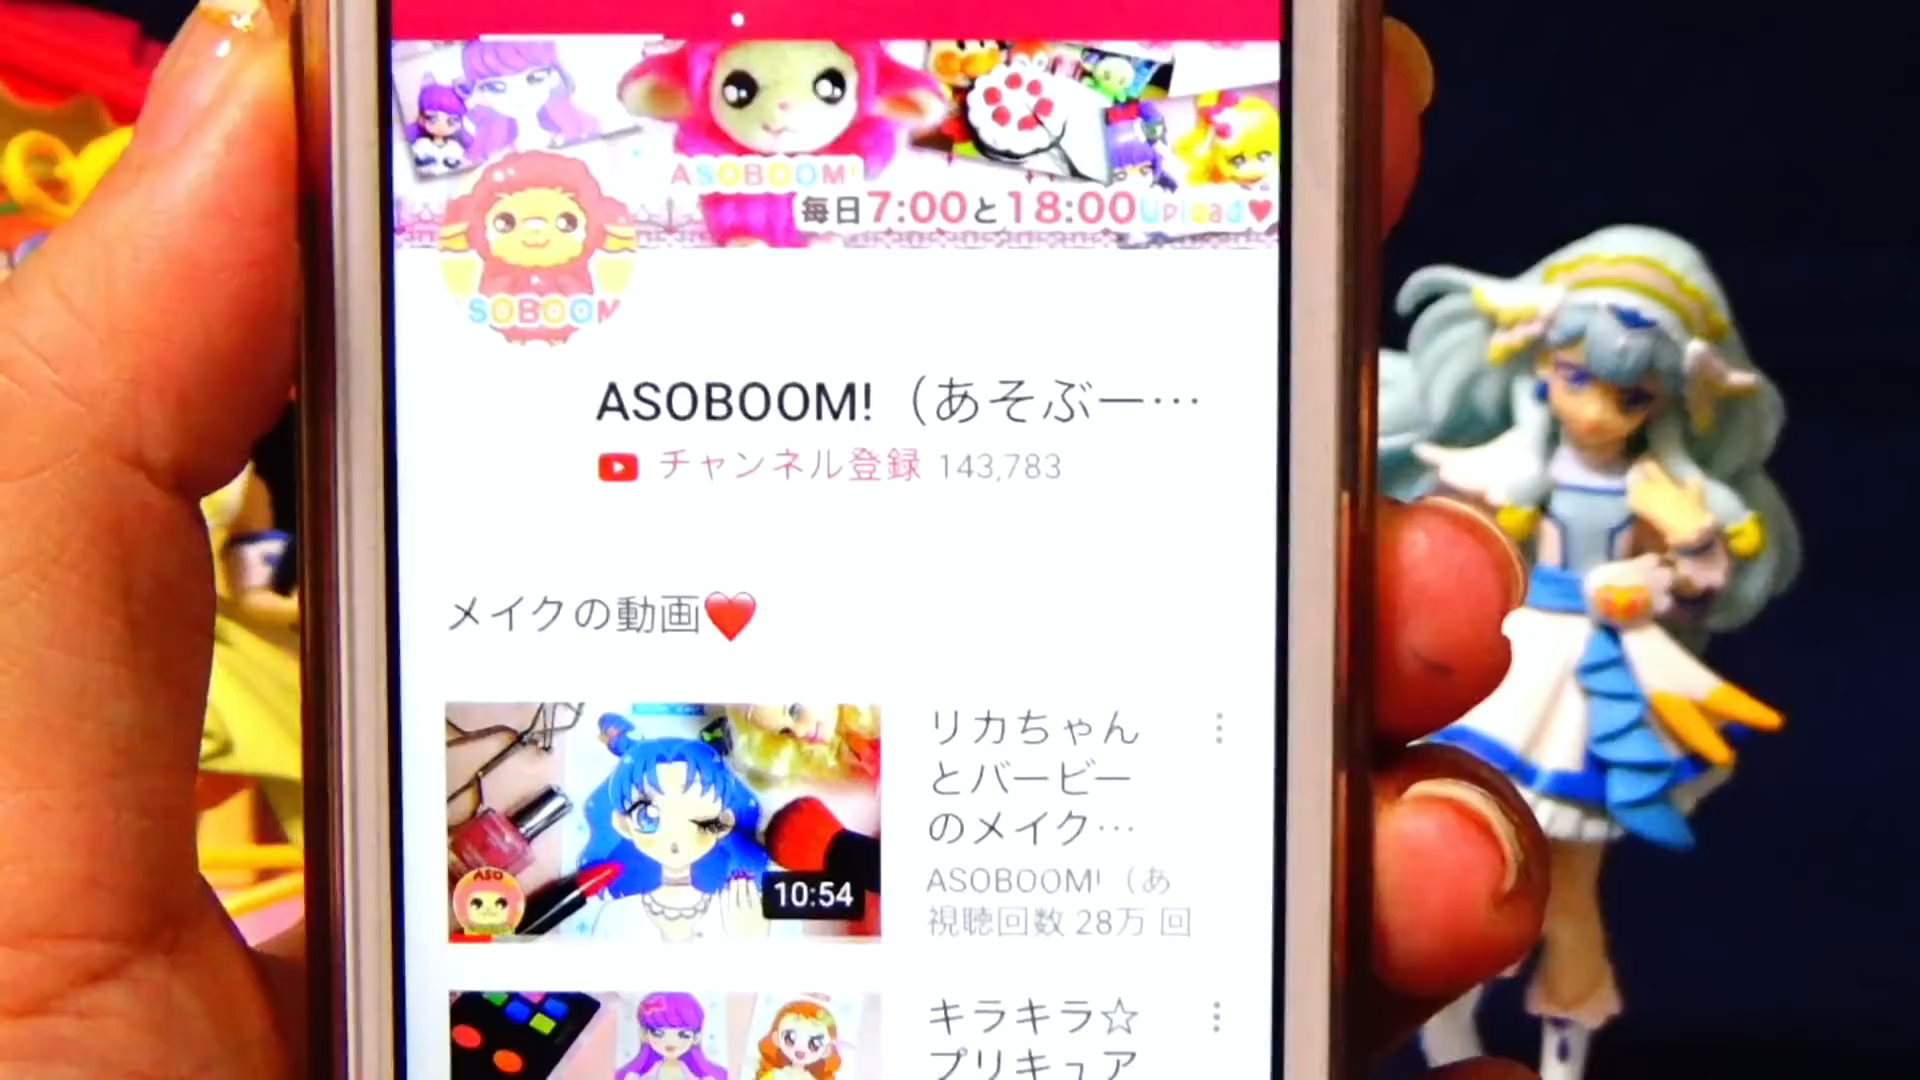 ASOBOOM!
毎日7:00と18:00Upload♥
SOBOOM
ASOBOOM!（あそぶー…
チャンネル登録 143,783
メイクの動画❤️
リカちゃん
とバービー
のメイク…
ASO
10:54
ASOBOOM!（あ
視聴回数 28万 回
キラキラ☆
プリキュア